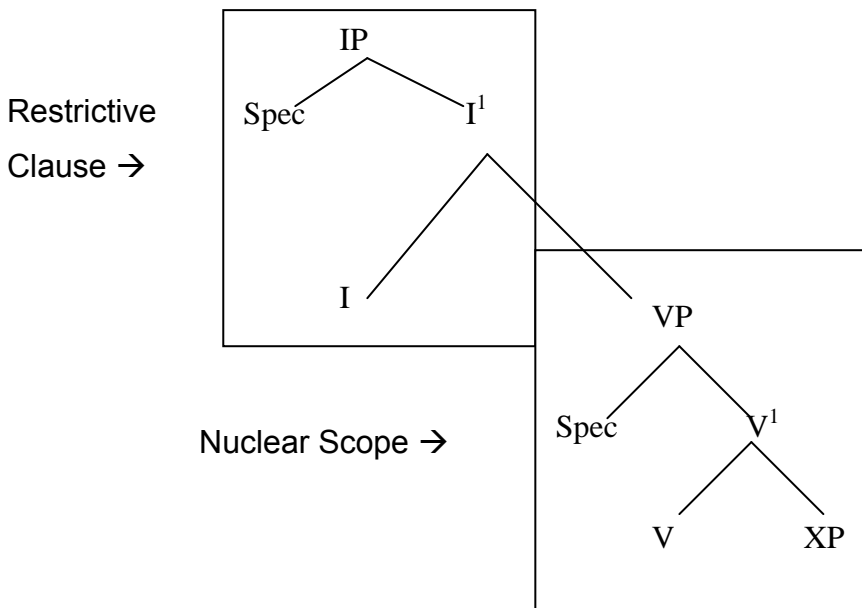 IP
Restrictive Spec I¹
Clause →
I
VP
Nuclear Scope → Spec V¹
V XP